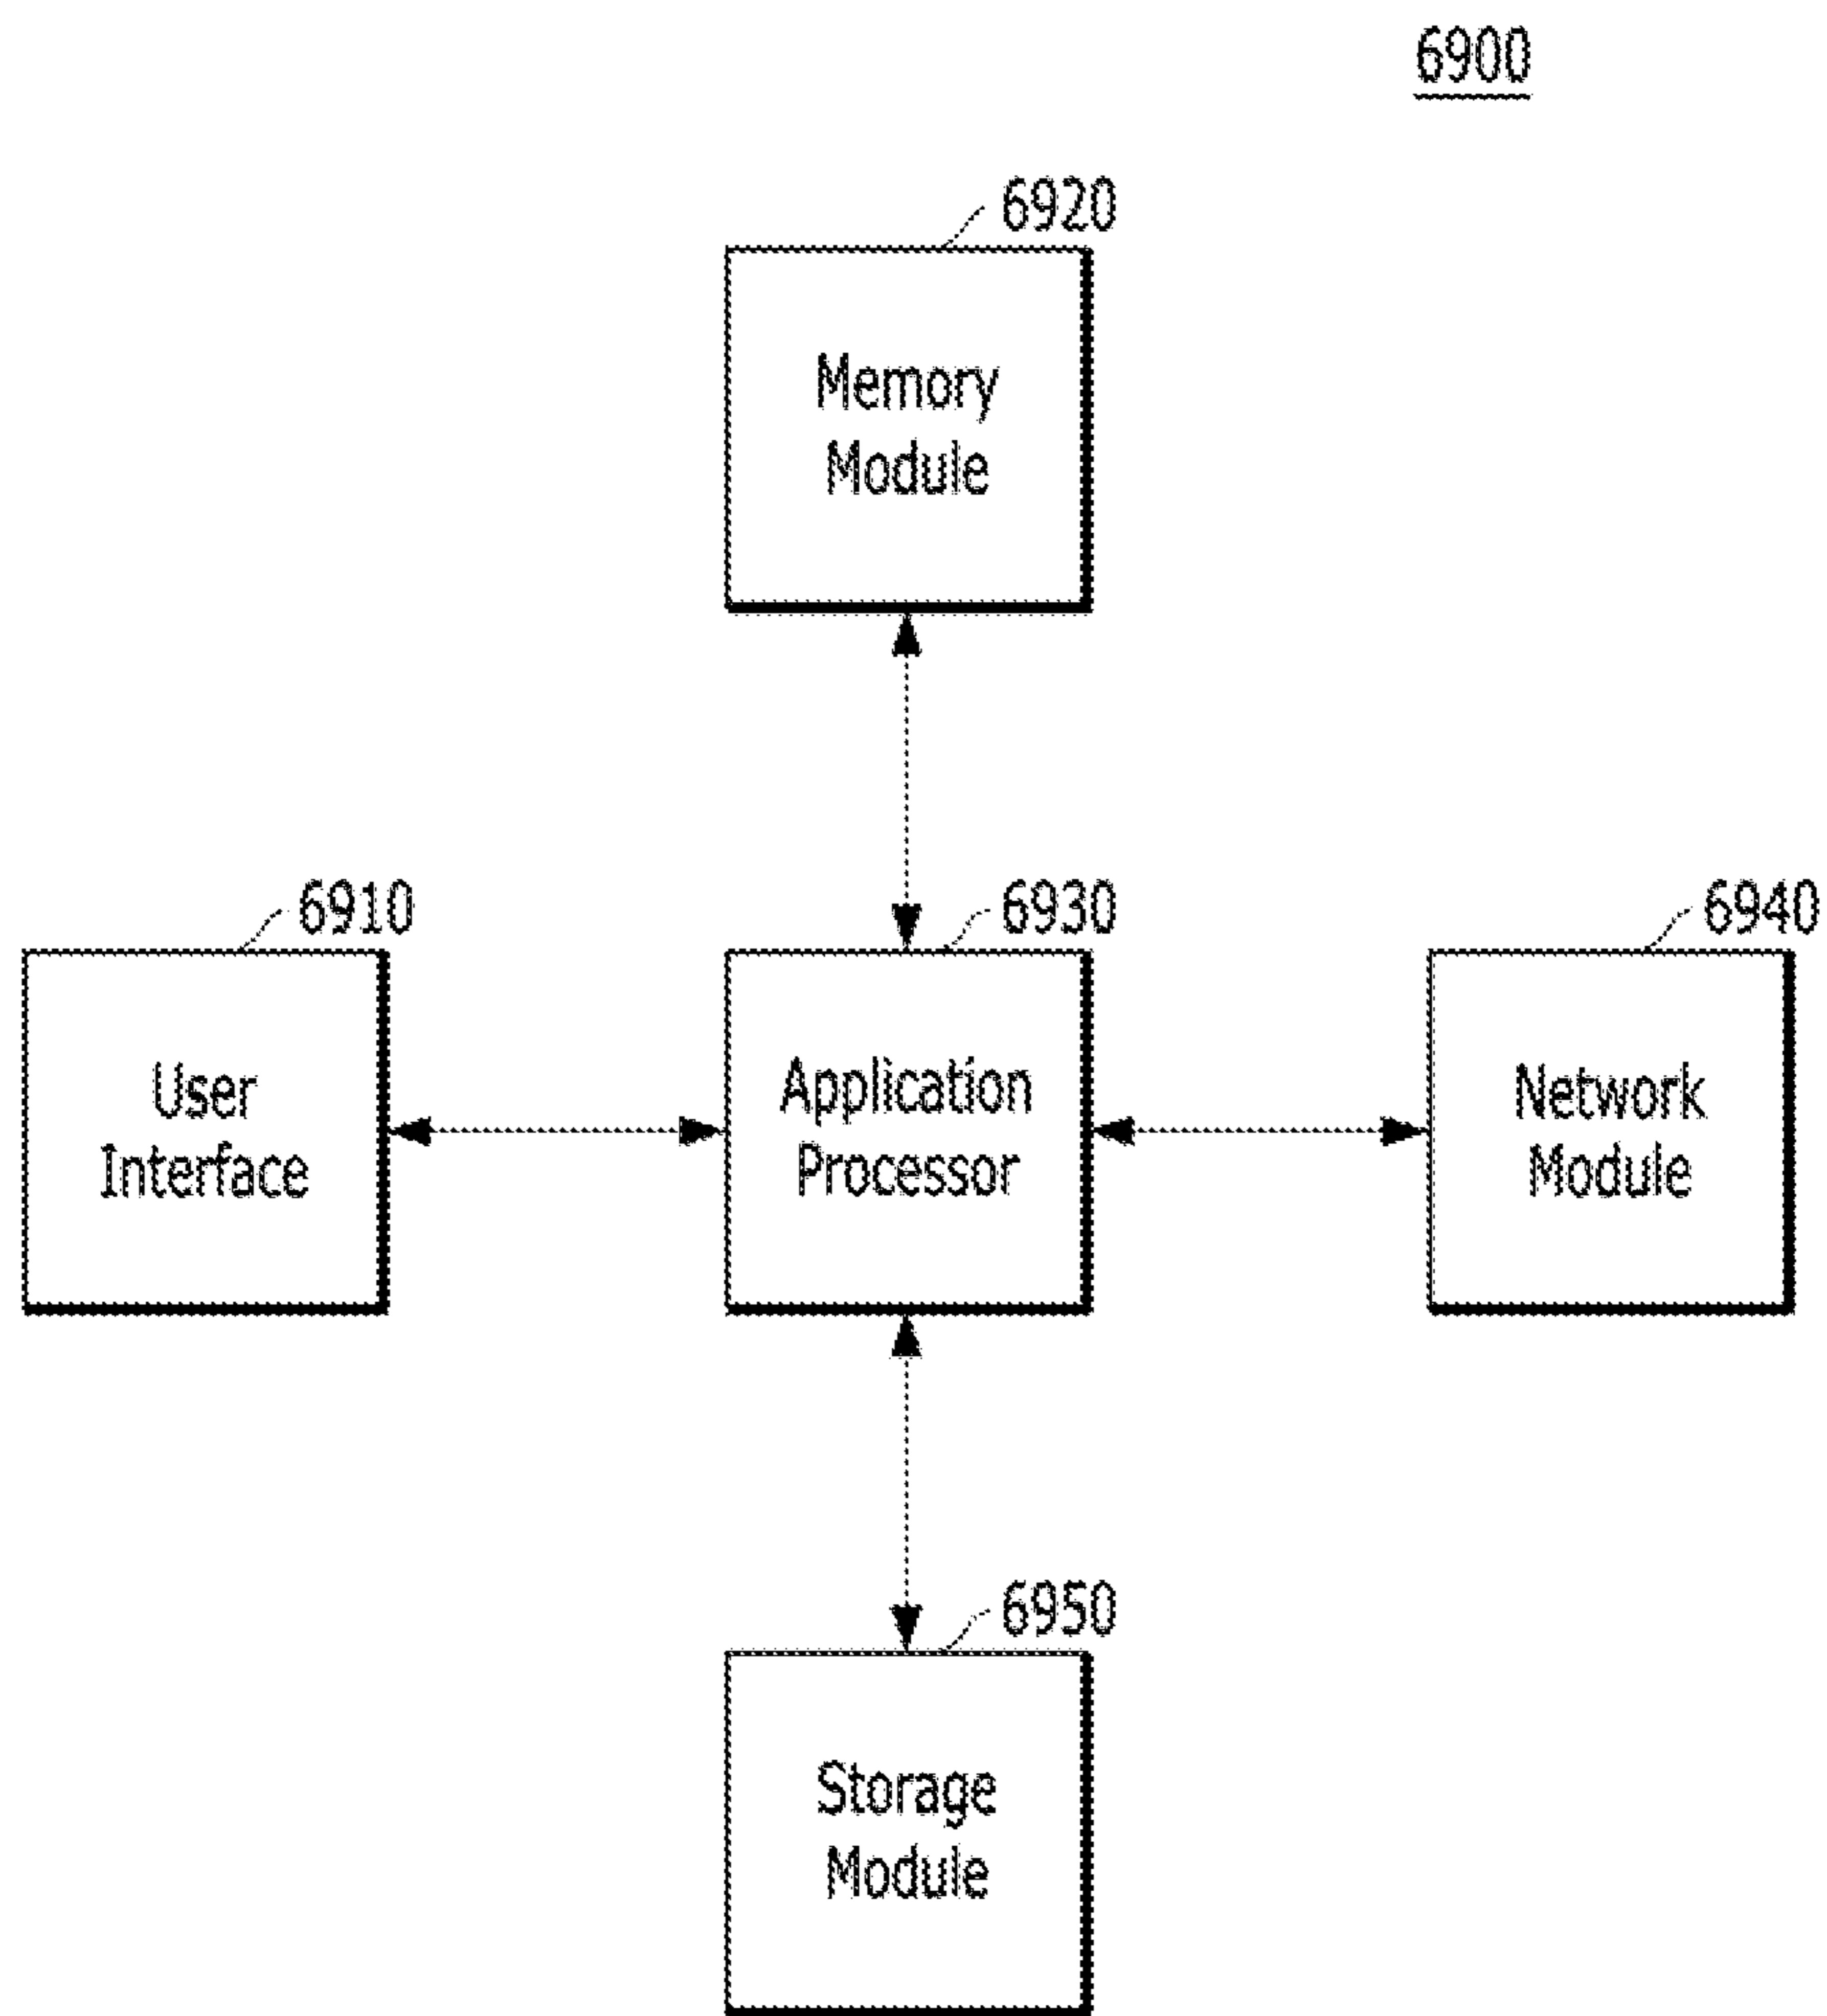 6900
6920
Memory
Module
6910
6930
6940
User
Interface
Application
Processor
Network
Module
6950
Storage
Module